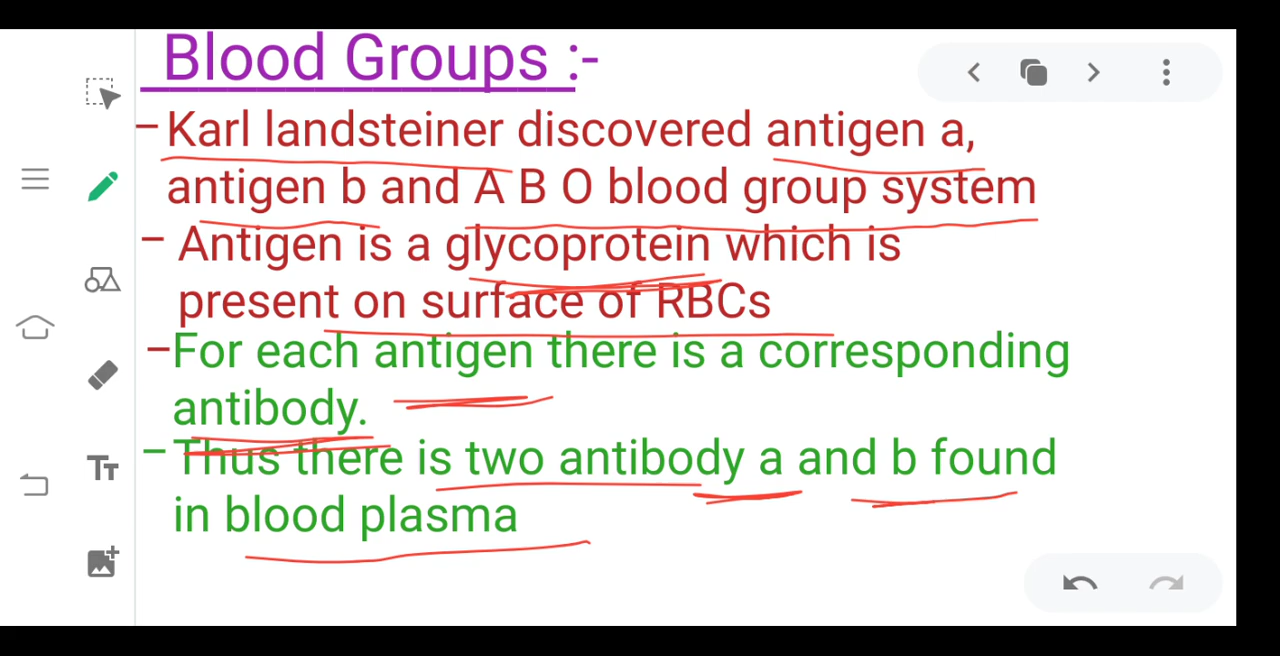 Blood Groups :-
- Karl landsteiner discovered antigen a,
antigen b and A B O blood group system
- Antigen is a glycoprotein which is
present on surface of RBCs
- For each antigen there is a corresponding
antibody.
- Thus there is two antibody a and b found
in blood plasma
TT